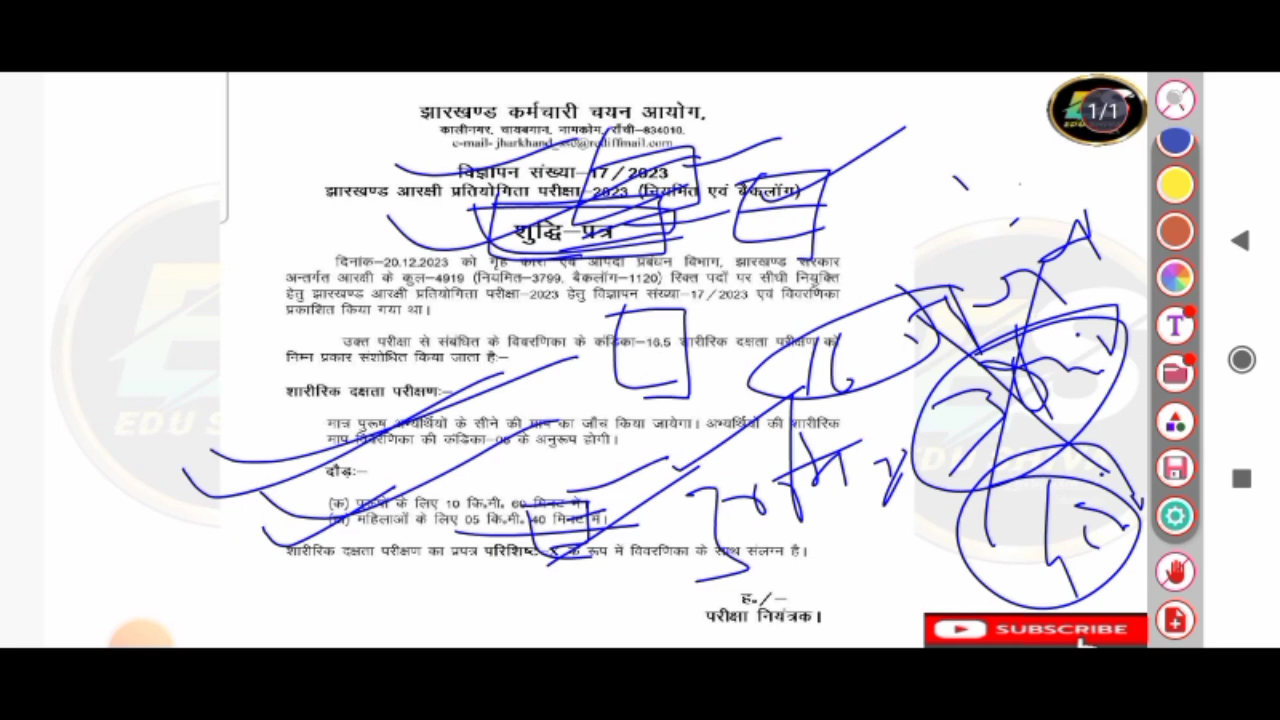 झारखण्ड कर्मचारी चयन आयोग,
कालीनगर, चायबगान, नामकोम, राँची–834010.
e-mail- jharkhand_ssc@rediffmail.com
विज्ञापन संख्या–17/2023
झारखण्ड आरक्षी प्रतियोगिता परीक्षा–2023 (नियमित एवं बैकलॉग)
शुद्धि–पत्र
दिनांक–20.12.2023 को गृह कारा एवं आपदा प्रबंधन विभाग, झारखण्ड सरकार
अन्तर्गत आरक्षी के कुल–4919 (नियमित–3799, बैकलॉग–1120) रिक्त पदों पर सीधी नियुक्ति
हेतु झारखण्ड आरक्षी प्रतियोगिता परीक्षा–2023 हेतु विज्ञापन संख्या–17/2023 एवं विवरणिका
प्रकाशित किया गया था।
उक्त परीक्षा से संबंधित के विवरणिका के कंडिका–16.5 शारीरिक दक्षता परीक्षण को
निम्न प्रकार संशोधित किया जाता है:–
शारीरिक दक्षता परीक्षण:–
मात्र पुरूष अभ्यर्थियों के सीने की माप का जाँच किया जायेगा। अभ्यर्थियों की शारीरिक
माप विवरणिका की कंडिका–06 के अनुरूप होगी।
दौड़:–
(क) पुरूषों के लिए 10 कि.मी. 60 मिनट में।
(ख) महिलाओं के लिए 05 कि.मी. 40 मिनट में।
शारीरिक दक्षता परीक्षण का प्रपत्र परिशिष्ट के रूप में विवरणिका के साथ संलग्न है।
ह./–
परीक्षा नियंत्रक।
1/1
EDU
SUBSCRIBE